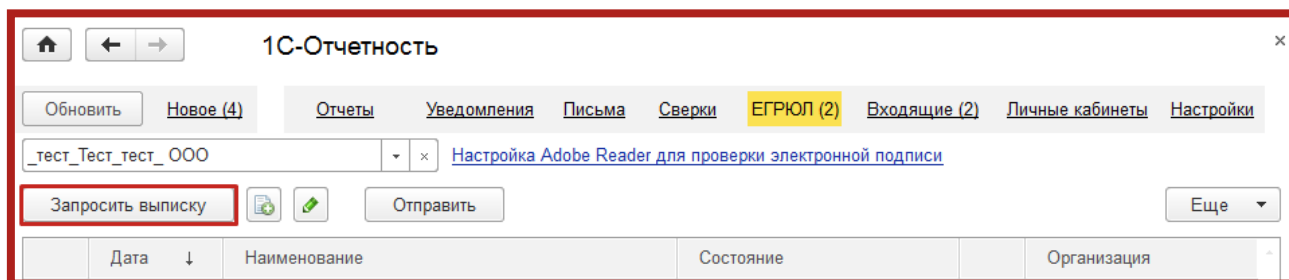 1С-Отчетность
Обновить Новое (4) Отчеты Уведомления Письма Сверки ЕГРЮЛ (2) Входящие (2) Личные кабинеты Настройки
_тест_Тест_тест_ ООО Настройка Adobe Reader для проверки электронной подписи
Запросить выписку Отправить Еще
Дата ↓ Наименование Состояние Организация